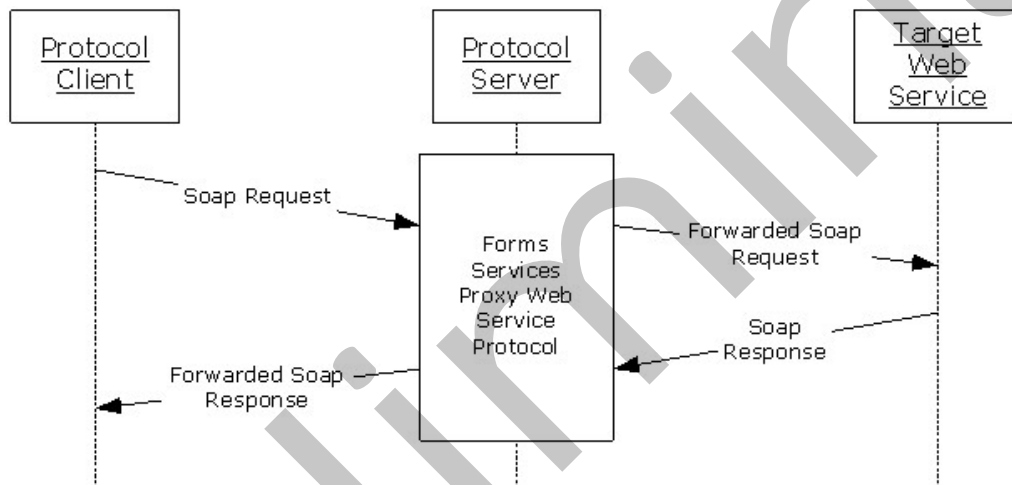 Protocol
Client
Protocol
Server
Target
Web
Service
Soap Request
Forms
Services
Proxy Web
Service
Protocol
Forwarded Soap
Request
Soap
Response
Forwarded Soap
Response